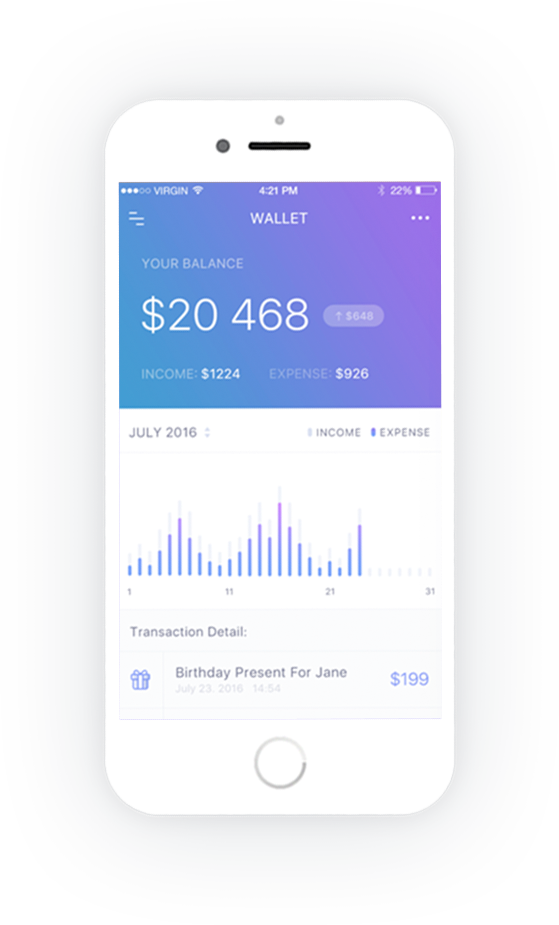 VIRGIN 4:21 PM 22%
WALLET
YOUR BALANCE
$20 468
↑ $648
INCOME: $1224 EXPENSE: $926
JULY 2016 INCOME EXPENSE
1 11 21 31
Transaction Detail:
Birthday Present For Jane
$199
July 23. 2016 14:54